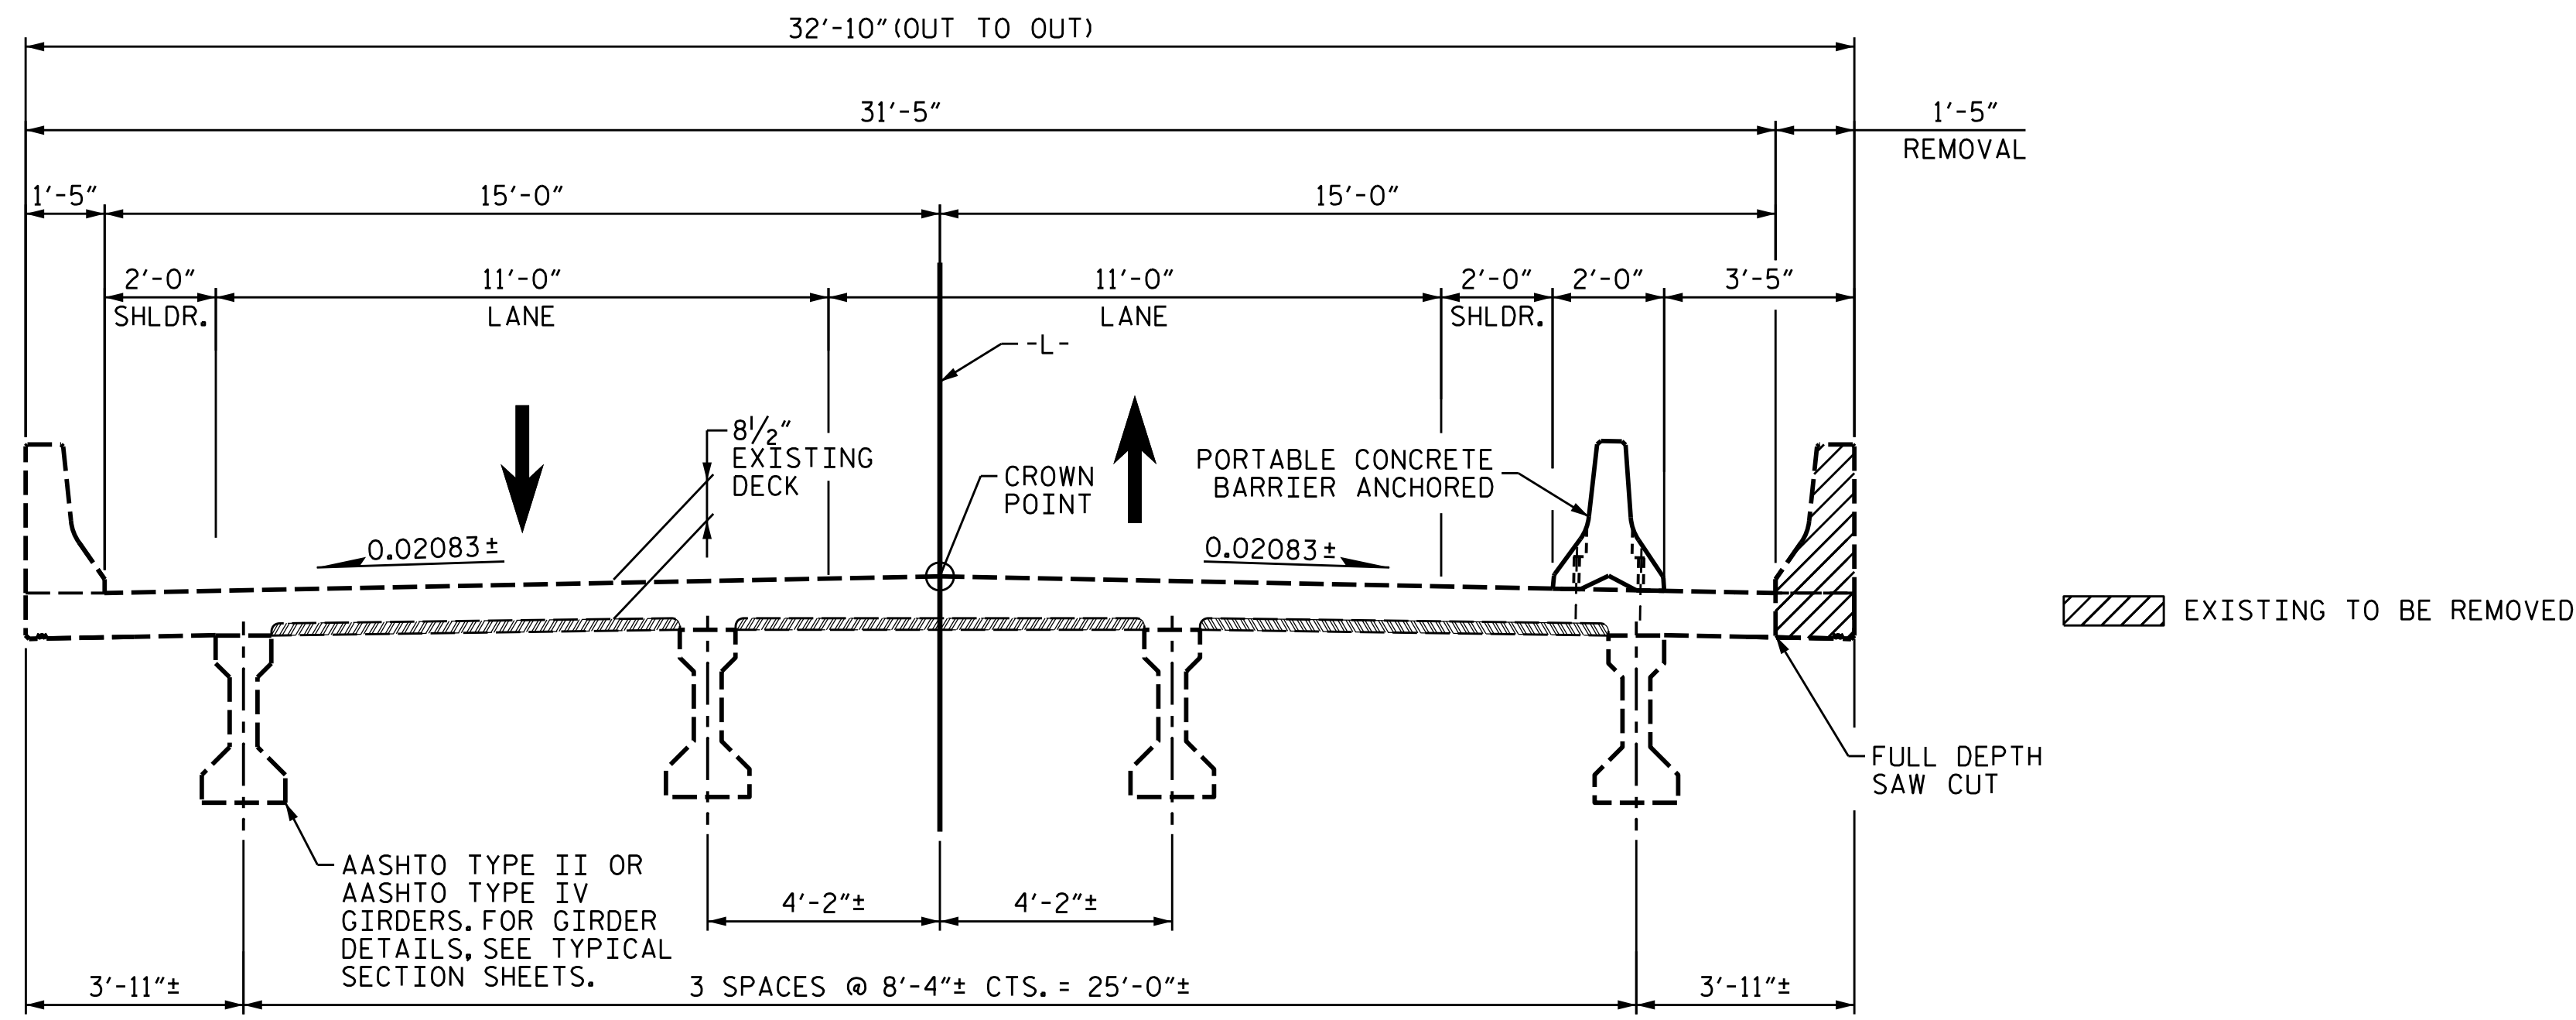 32'-10"(OUT TO OUT)
31'-5"
1'-5"
REMOVAL
1'-5"
15'-0"
15'-0"
2'-0"
SHLDR.
11'-0"
LANE
11'-0"
LANE
2'-0"
SHLDR.
2'-0"
3'-5"
-L-
8 1/2"
EXISTING
DECK
CROWN
POINT
PORTABLE CONCRETE
BARRIER ANCHORED
0.02083±
0.02083±
EXISTING TO BE REMOVED
FULL DEPTH
SAW CUT
AASHTO TYPE II OR
AASHTO TYPE IV
GIRDERS. FOR GIRDER
DETAILS, SEE TYPICAL
SECTION SHEETS.
4'-2"±
4'-2"±
3'-11"±
3 SPACES @ 8'-4"± CTS. = 25'-0"±
3'-11"±